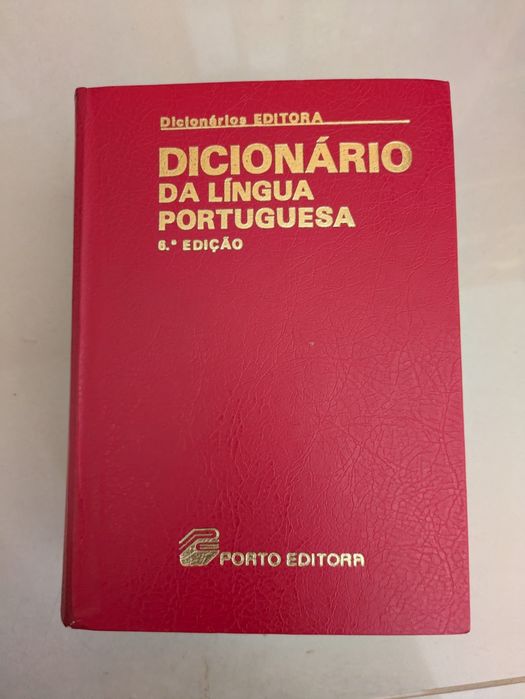 Dicionários EDITORA
DICIONÁRIO
DA LÍNGUA
PORTUGUESA
6.ª EDIÇÃO
PORTO EDITORA